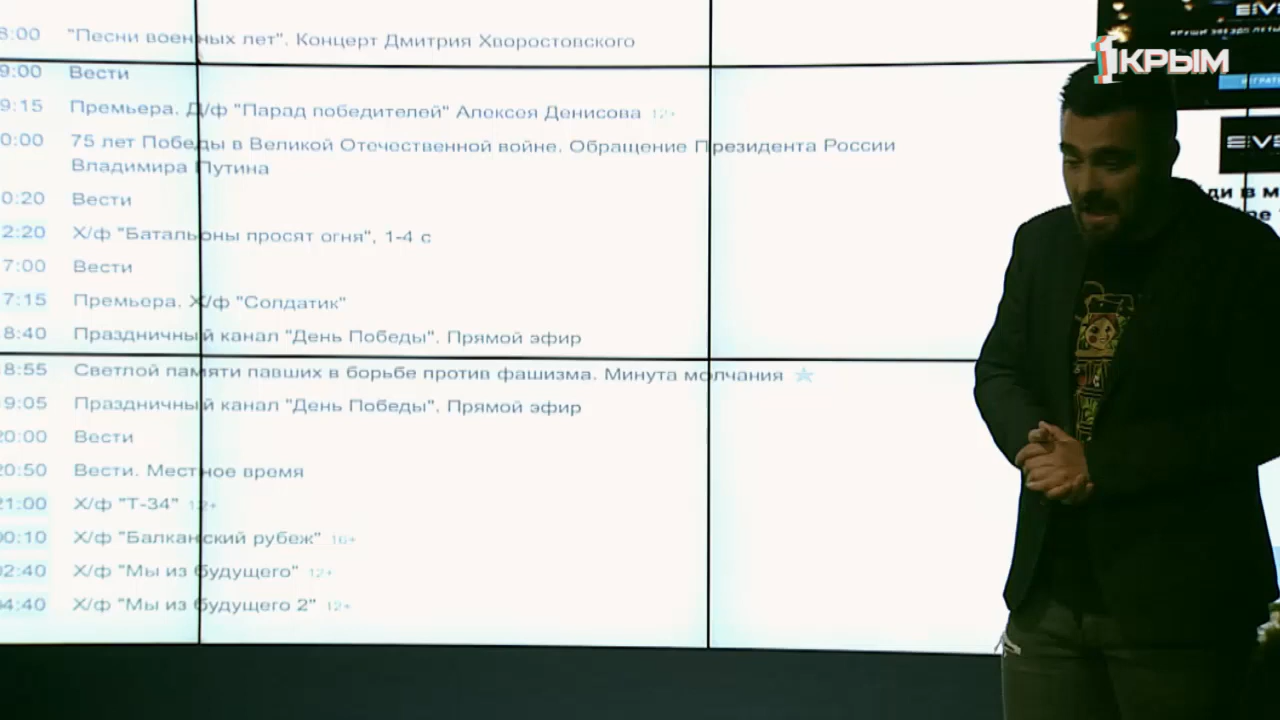 8:00 "Песни военных лет". Концерт Дмитрия Хворостовского
9:00 Вести
9:15 Премьера. Д/ф "Парад победителей" Алексея Денисова 12+
0:00 75 лет Победы в Великой Отечественной войне. Обращение Президента России
Владимира Путина
0:20 Вести
2:20 Х/ф "Батальоны просят огня", 1-4 с
7:00 Вести
7:15 Премьера. Х/ф "Солдатик"
8:40 Праздничный канал "День Победы". Прямой эфир
8:55 Светлой памяти павших в борьбе против фашизма. Минута молчания
9:05 Праздничный канал "День Победы". Прямой эфир
20:00 Вести
20:50 Вести. Местное время
21:00 Х/ф "Т-34" 12+
00:10 Х/ф "Балканский рубеж" 16+
02:40 Х/ф "Мы из будущего" 12+
04:40 Х/ф "Мы из будущего 2" 12+
1КРЫМ
EVE
EVE
ди в м